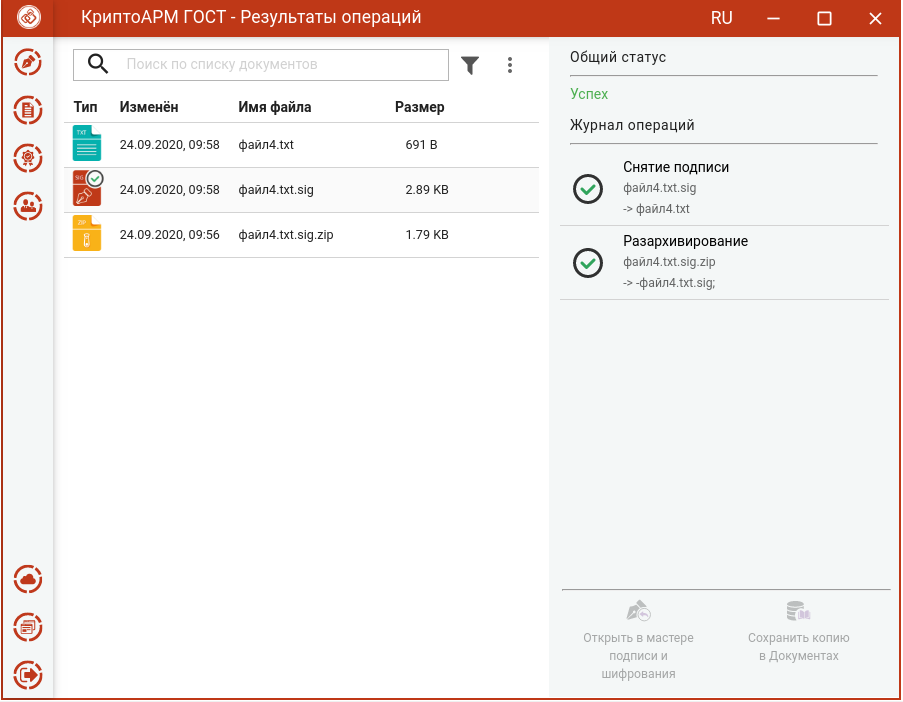 КриптоАРМ ГОСТ - Результаты операций
RU
Поиск по списку документов
Тип Изменён Имя файла Размер
TXT
24.09.2020, 09:58 файл4.txt 691 B
SIG
24.09.2020, 09:58 файл4.txt.sig 2.89 KB
ZIP
24.09.2020, 09:56 файл4.txt.sig.zip 1.79 KB
Общий статус
Успех
Журнал операций
Снятие подписи
файл4.txt.sig
-> файл4.txt
Разархивирование
файл4.txt.sig.zip
-> -файл4.txt.sig;
Открыть в мастере
подписи и
шифрования
Сохранить копию
в Документах